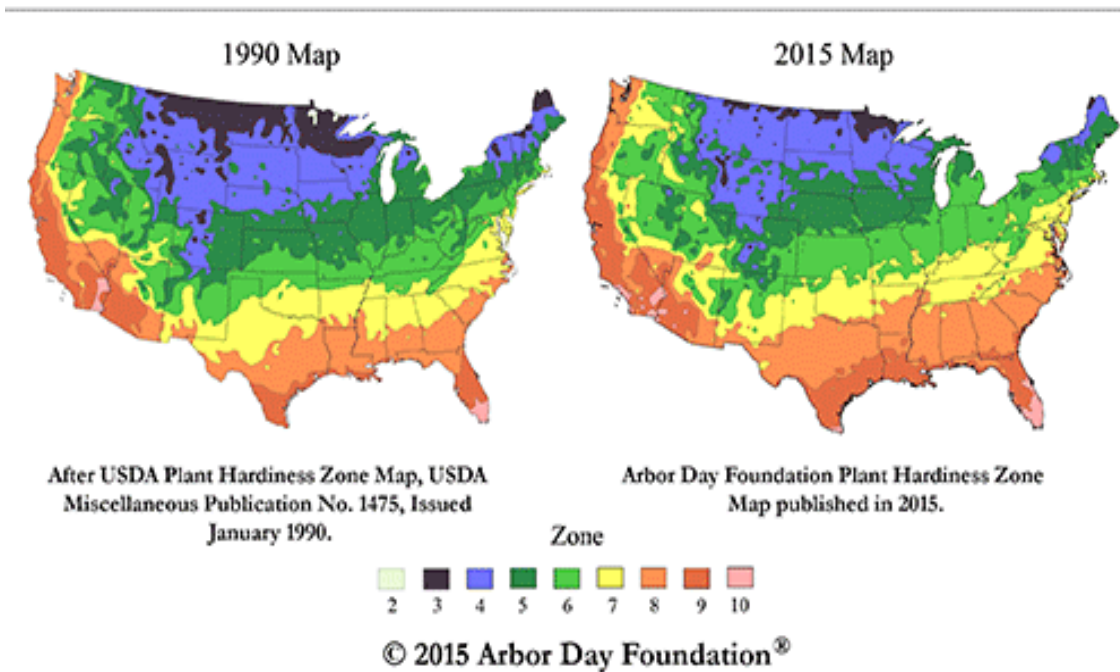 1990 Map
2015 Map
After USDA Plant Hardiness Zone Map, USDA
Miscellaneous Publication No. 1475, Issued
January 1990.
Arbor Day Foundation Plant Hardiness Zone
Map published in 2015.
Zone
2 3 4 5 6 7 8 9 10
© 2015 Arbor Day Foundation®